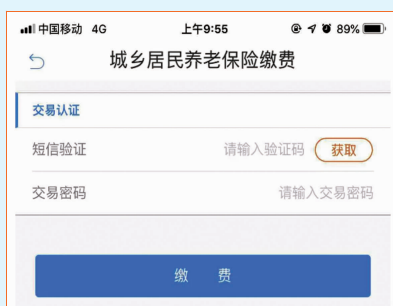 中国移动 4G 上午9:55 89%
城乡居民养老保险缴费
交易认证
短信验证 请输入验证码 获取
交易密码 请输入交易密码
缴 费